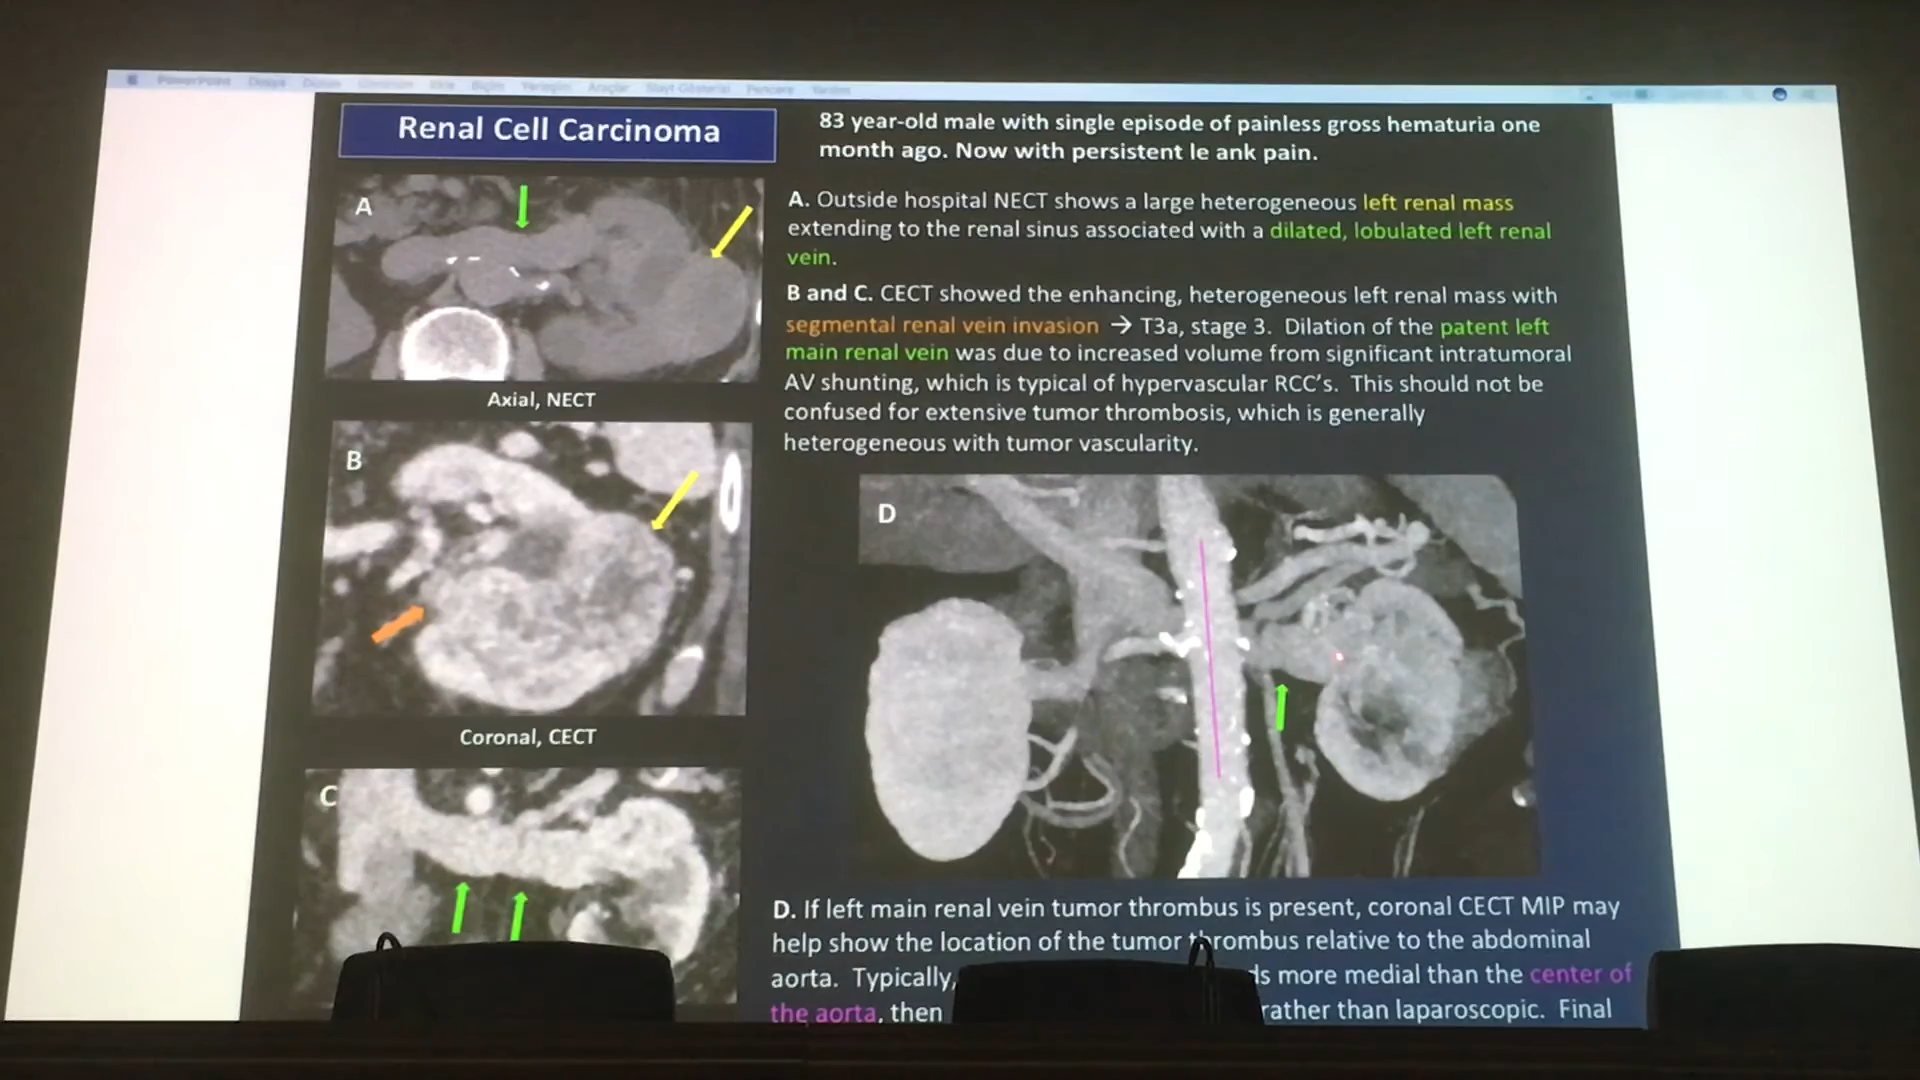 PowerPoint
Renal Cell Carcinoma
83 year-old male with single episode of painless gross hematuria one
month ago. Now with persistent le ank pain.
A
Axial, NECT
A. Outside hospital NECT shows a large heterogeneous left renal mass
extending to the renal sinus associated with a dilated, lobulated left renal
vein.
B and C. CECT showed the enhancing, heterogeneous left renal mass with
segmental renal vein invasion → T3a, stage 3. Dilation of the patent left
main renal vein was due to increased volume from significant intratumoral
AV shunting, which is typical of hypervascular RCC's. This should not be
confused for extensive tumor thrombosis, which is generally
heterogeneous with tumor vascularity.
B
Coronal, CECT
C
D
D. If left main renal vein tumor thrombus is present, coronal CECT MIP may
help show the location of the tumor thrombus relative to the abdominal
aorta. Typically, more medial than the center of
the aorta, then rather than laparoscopic. Final